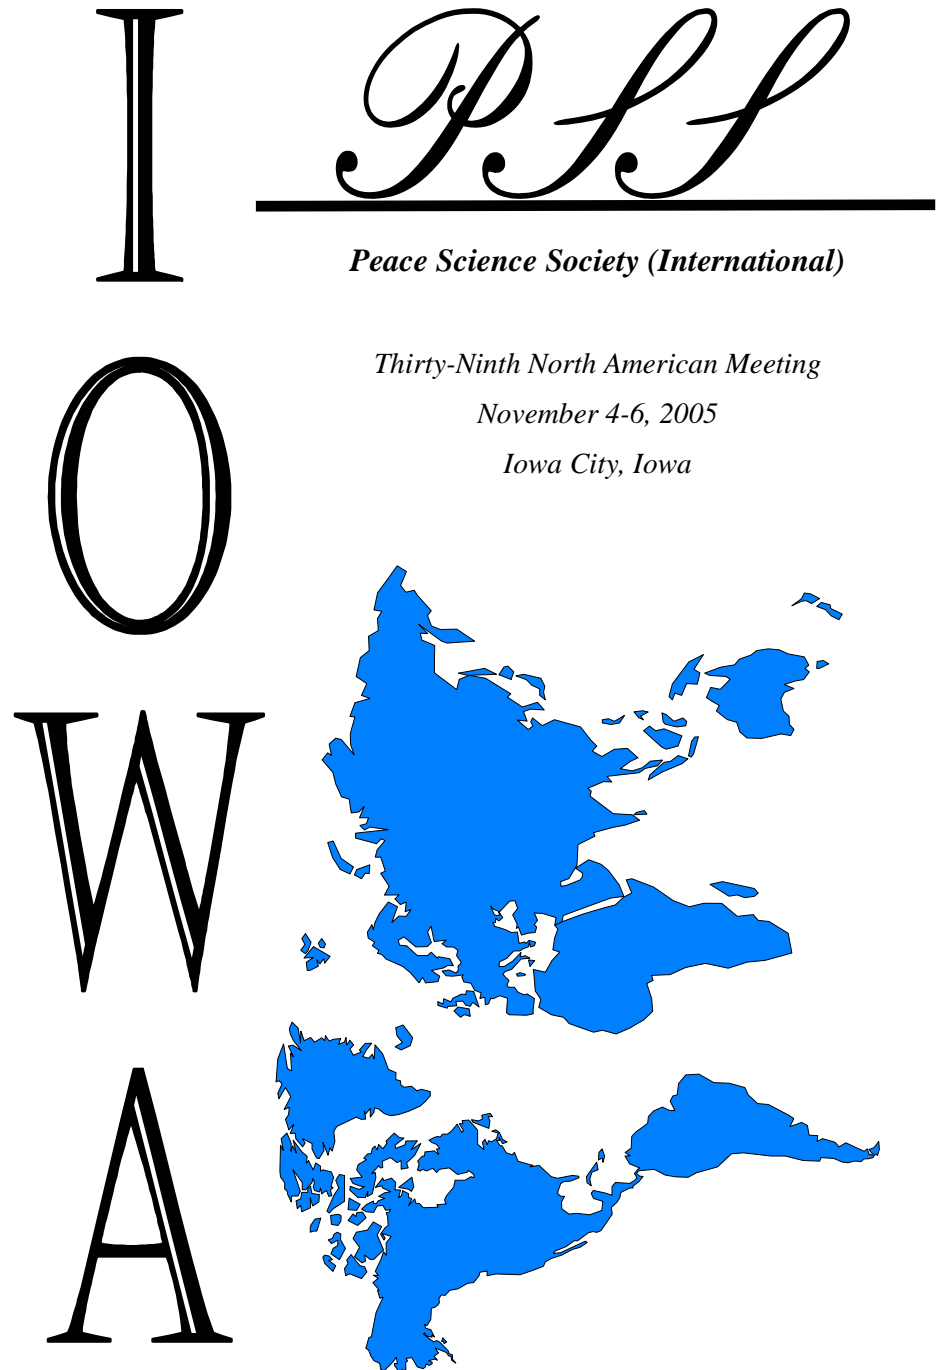 IOWA
PSS
Peace Science Society (International)
Thirty-Ninth North American Meeting
November 4-6, 2005
Iowa City, Iowa